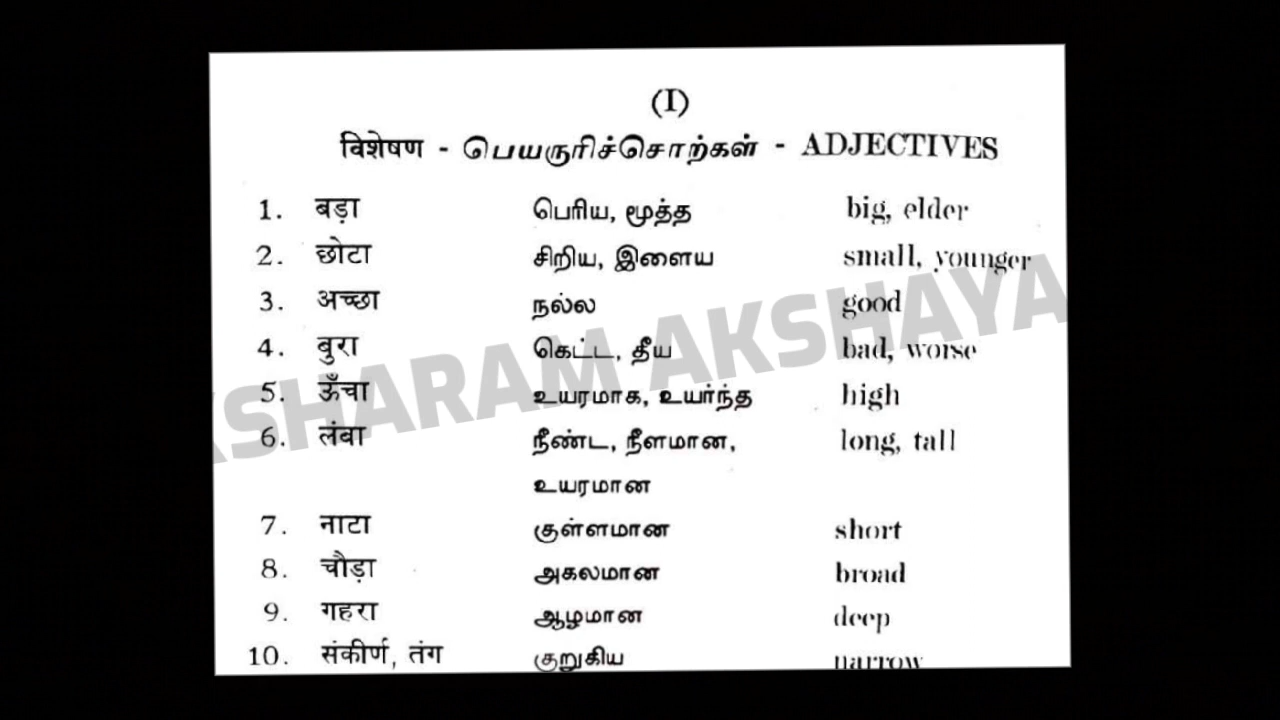 (I)
विशेषण - பெயருரிச்சொற்கள் - ADJECTIVES
1. बड़ा பெரிய, மூத்த big, elder
2. छोटा சிறிய, இளைய small, younger
3. अच्छा நல்ல good
4. बुरा கெட்ட, தீய bad, worse
5. ऊँचा உயரமாக, உயர்ந்த high
6. लंबा நீண்ட, நீளமான, long, tall
உயரமான
7. नाटा குள்ளமான short
8. चौड़ा அகலமான broad
9. गहरा ஆழமான deep
10. संकीर्ण, तंग குறுகிய narrow
KSHARAM AKSHAYA